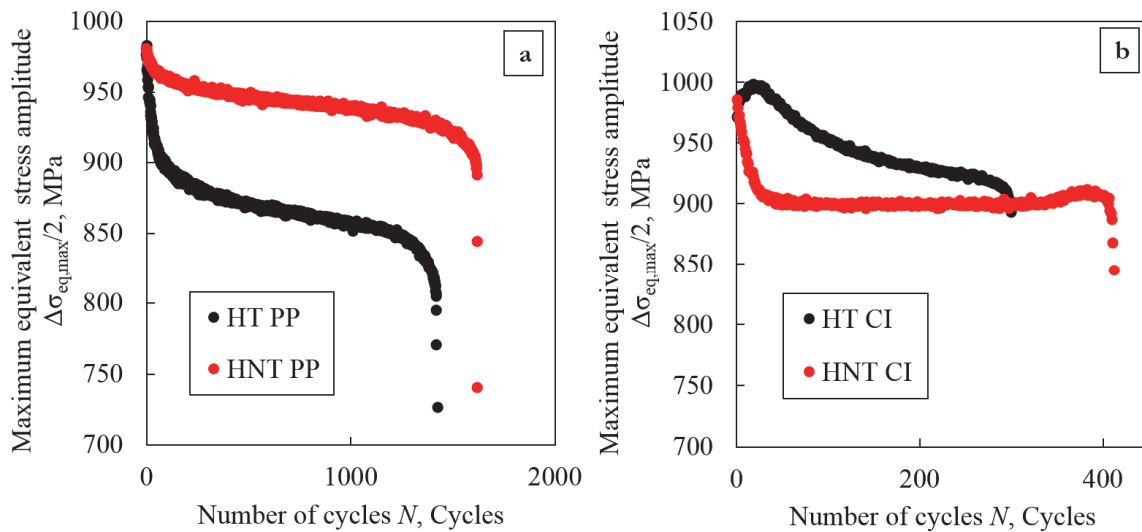 Maximum equivalent stress amplitude
Δσeq,max/2, MPa
1000
950
900
850
800
750
700
a
HT PP
HNT PP
0
1000
2000
Number of cycles N, Cycles
Maximum equivalent stress amplitude
Δσeq,max/2, MPa
1050
1000
950
900
850
800
700
b
HT CI
HNT CI
0
200
400
Number of cycles N, Cycles